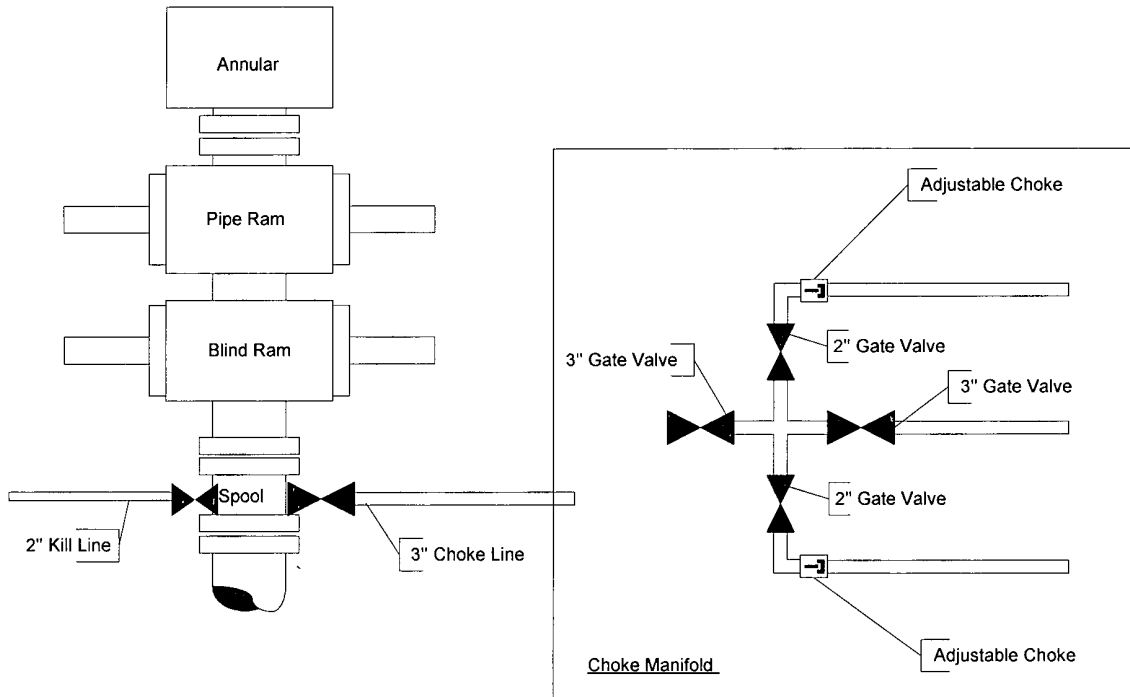 Annular
Pipe Ram
Blind Ram
Spool
2" Kill Line
3" Choke Line
Adjustable Choke
2" Gate Valve
3" Gate Valve
3" Gate Valve
2" Gate Valve
Adjustable Choke
Choke Manifold